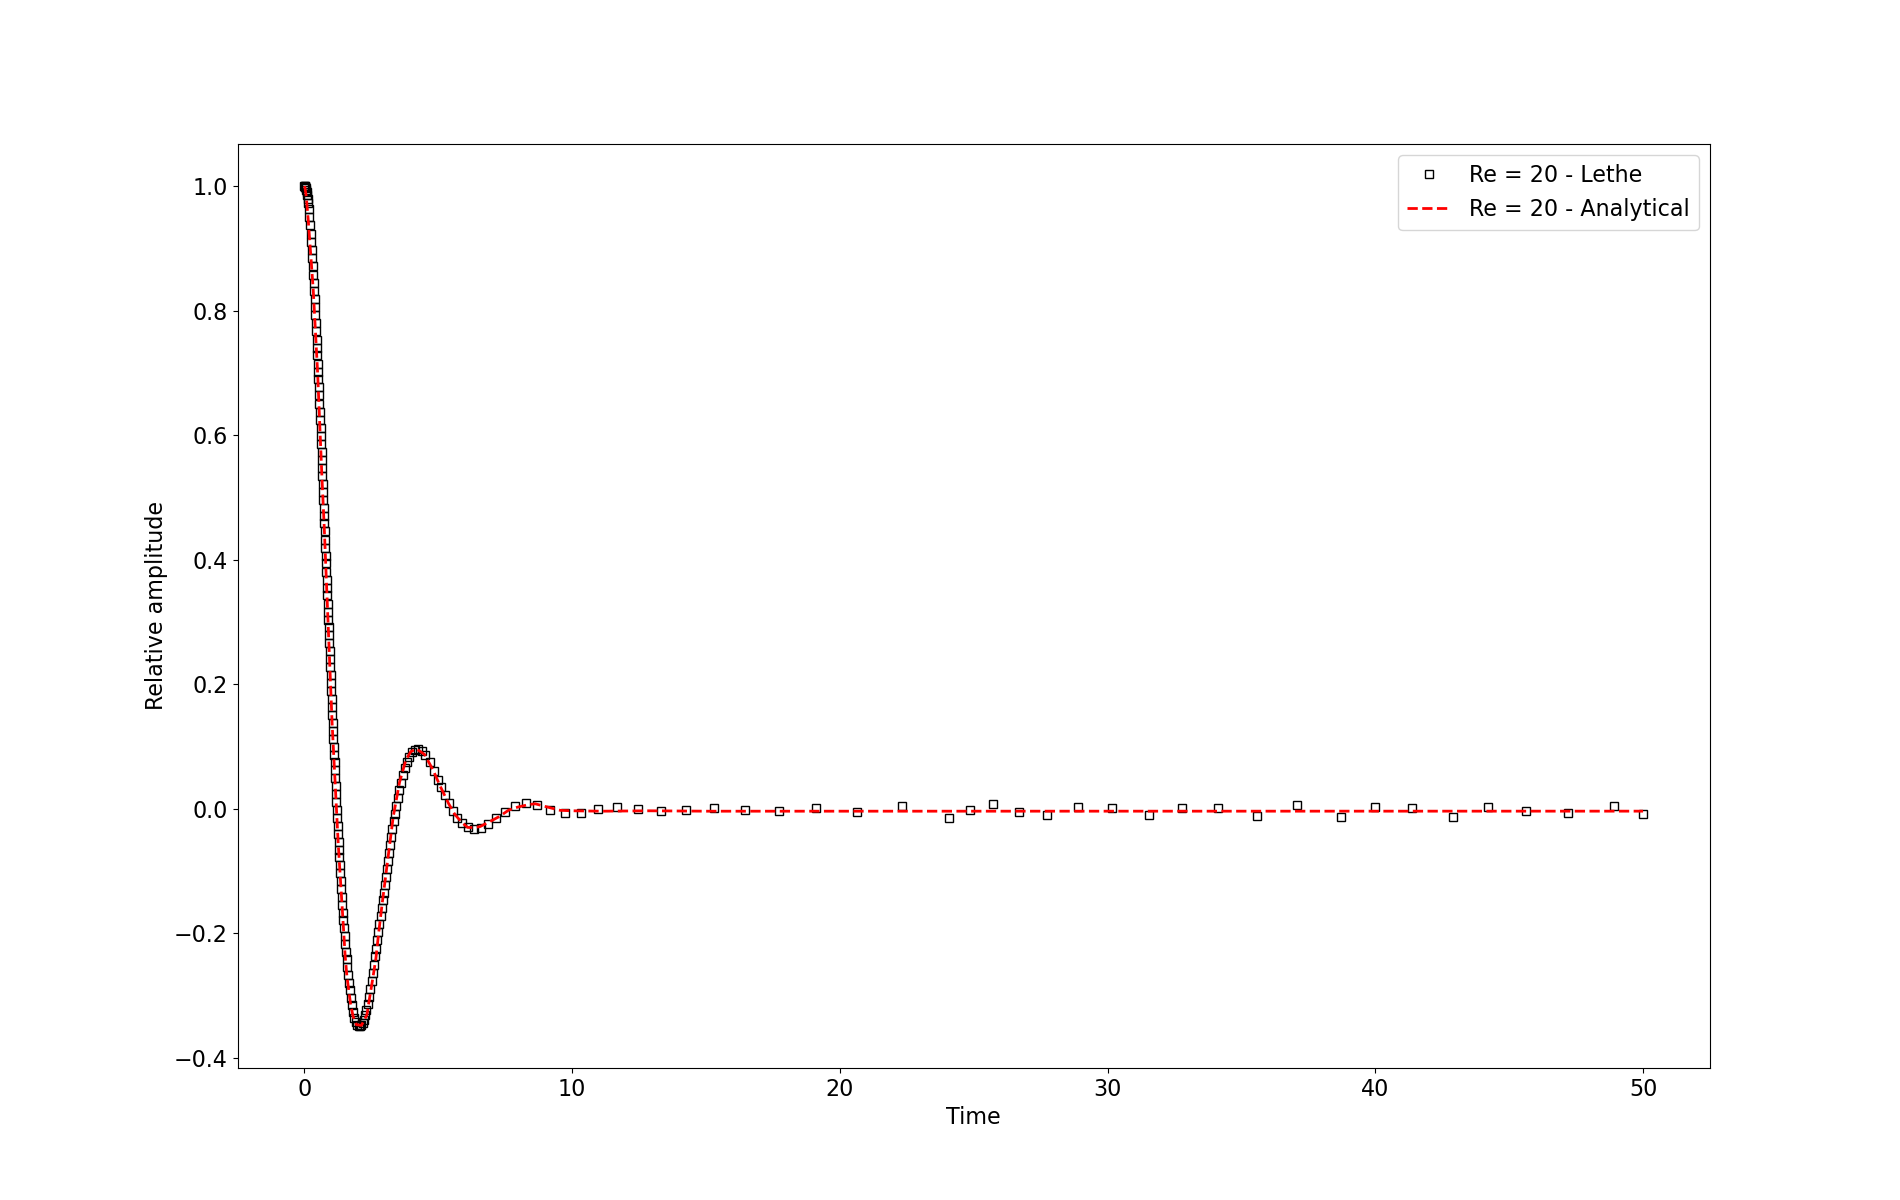 Re = 20 - Lethe
Re = 20 - Analytical
1.0
0.8
0.6
0.4
0.2
0.0
−0.2
−0.4
Relative amplitude
0 10 20 30 40 50
Time